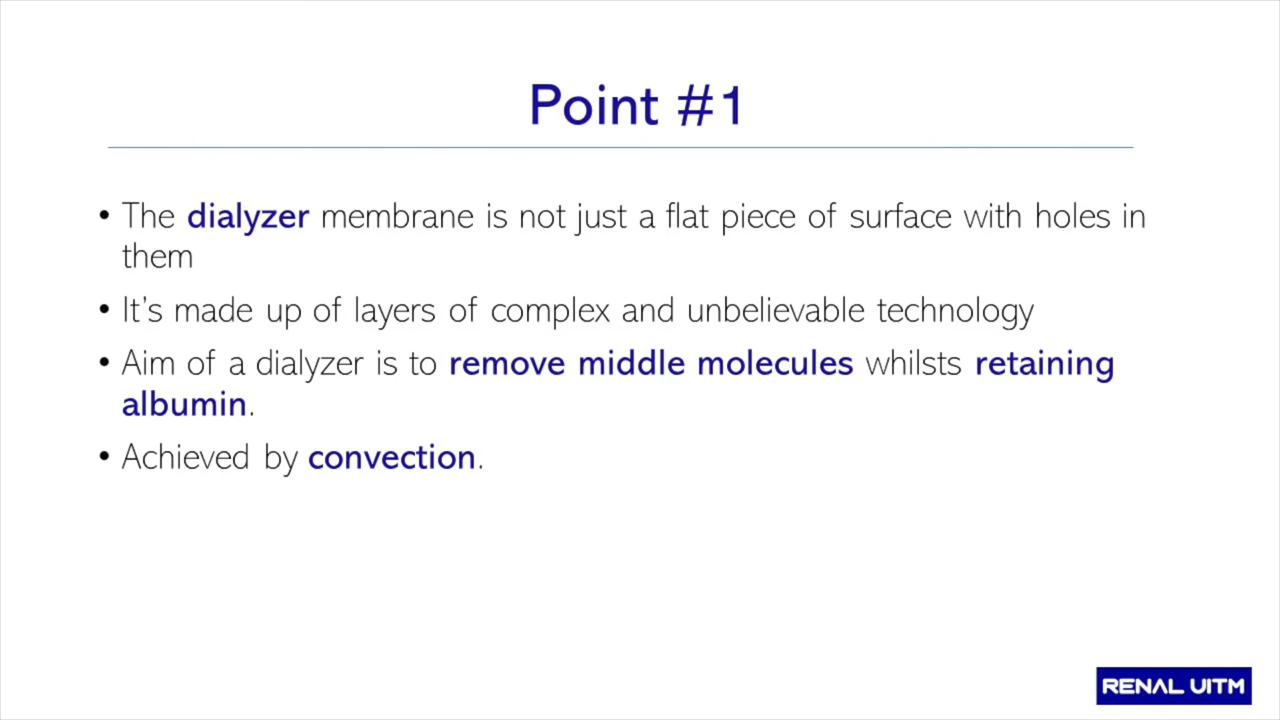 Point #1
• The dialyzer membrane is not just a flat piece of surface with holes in
them
• It’s made up of layers of complex and unbelievable technology
• Aim of a dialyzer is to remove middle molecules whilsts retaining
albumin.
• Achieved by convection.
RENAL UITM